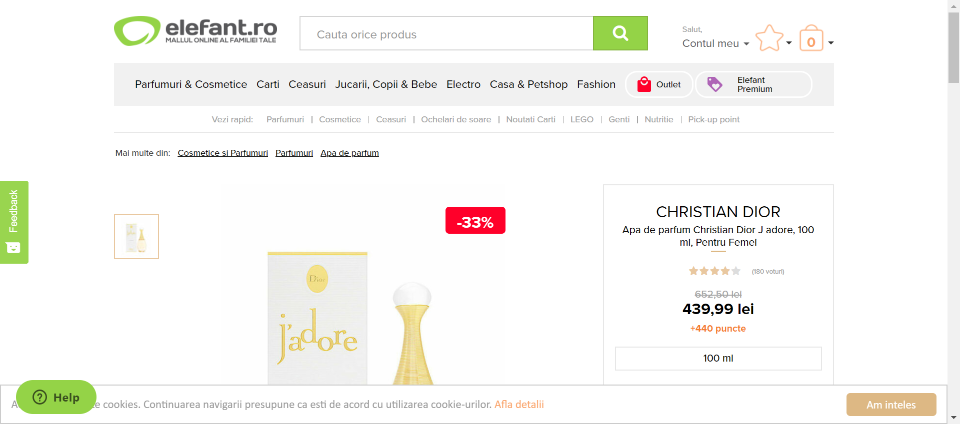 elefant.ro
MALLUL ONLINE AL FAMILIEI TALE
Cauta orice produs
Salut,
Contul meu
0
Parfumuri & Cosmetice Carti Ceasuri Jucarii, Copii & Bebe Electro Casa & Petshop Fashion Outlet Elefant Premium
Vezi rapid: Parfumuri | Cosmetice | Ceasuri | Ochelari de soare | Noutati Carti | LEGO | Genti | Nutritie | Pick-up point
Mai multe din: Cosmetice si Parfumuri Parfumuri Apa de parfum
Feedback
-33%
Dior
j'adore
CHRISTIAN DIOR
Apa de parfum Christian Dior J adore, 100
ml, Pentru Femei
(180 voturi)
652,50 lei
439,99 lei
+440 puncte
100 ml
Help
te cookies. Continuarea navigarii presupune ca esti de acord cu utilizarea cookie-urilor. Afla detalii
Am inteles